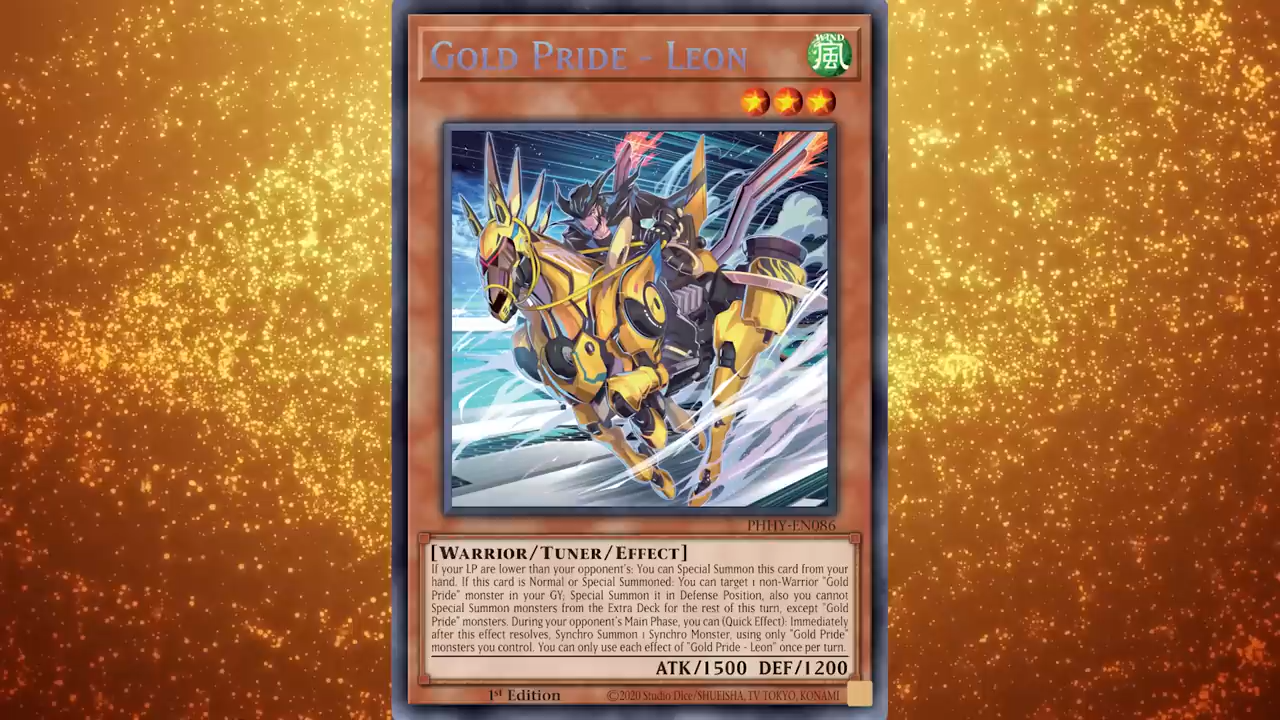 Gold Pride - Leon
WIND
風
PHHY-EN086
[Warrior/Tuner/Effect]
If your LP are lower than your opponent's: You can Special Summon this card from your
hand. If this card is Normal or Special Summoned: You can target 1 non-Warrior "Gold
Pride" monster in your GY; Special Summon it in Defense Position, also you cannot
Special Summon monsters from the Extra Deck for the rest of this turn, except "Gold
Pride" monsters. During your opponent's Main Phase, you can (Quick Effect): Immediately
after this effect resolves, Synchro Summon 1 Synchro Monster, using only "Gold Pride"
monsters you control. You can only use each effect of "Gold Pride - Leon" once per turn.
ATK/1500 DEF/1200
1st Edition
©2020 Studio Dice/SHUEISHA, TV TOKYO, KONAMI